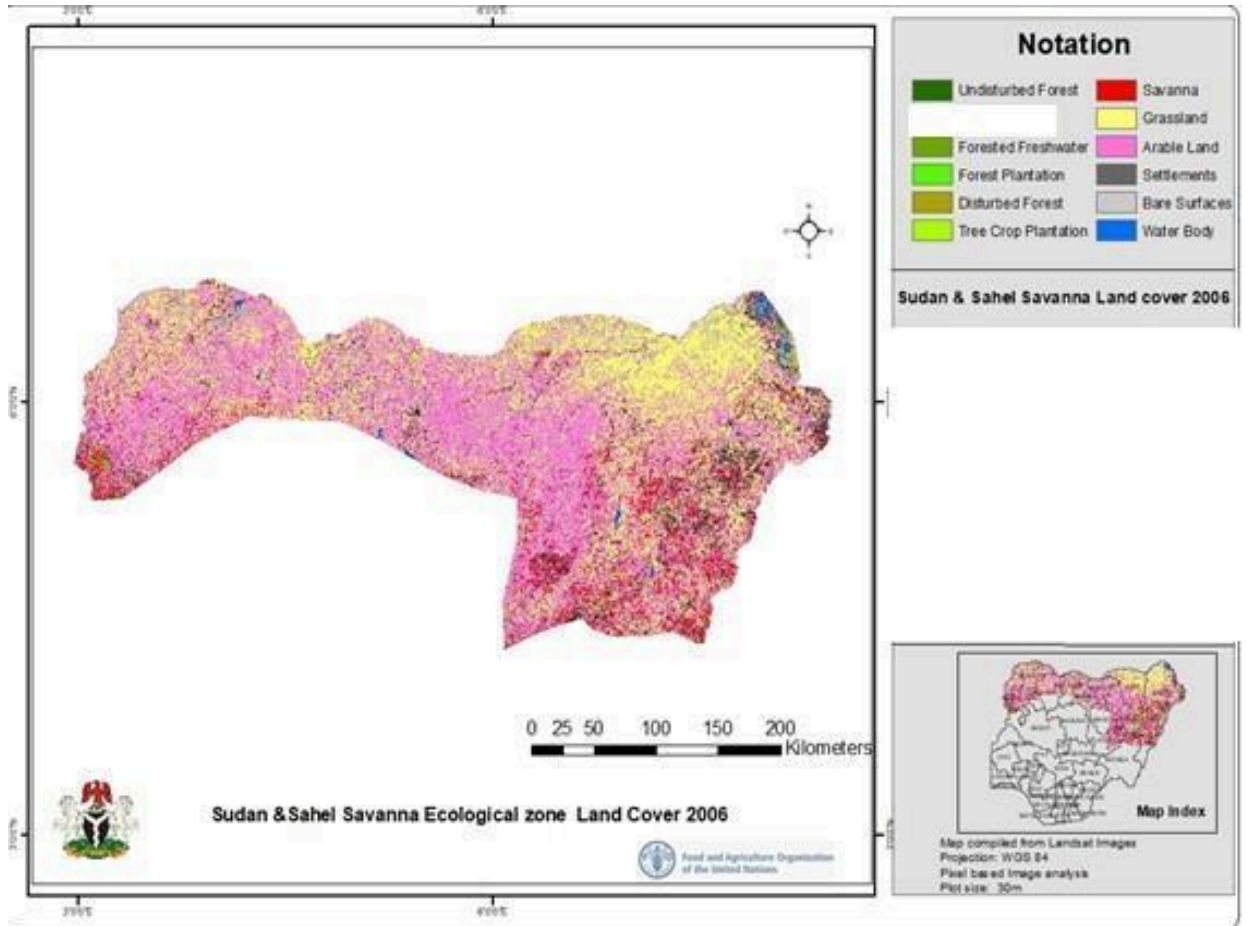 Notation
Undisturbed Forest
Savanna
Grassland
Forested Freshwater
Arable Land
Forest Plantation
Settlements
Disturbed Forest
Bare Surfaces
Tree Crop Plantation
Water Body
Sudan & Sahel Savanna Land cover 2006
0 25 50 100 150 200
Kilometers
Sudan &Sahel Savanna Ecological zone Land Cover 2006
Food and Agriculture Organization
of the United Nations
Map Index
Map compiled from Landsat Images
Projection: WGS 84
Pixel based Image analysis
Plot size: 30m